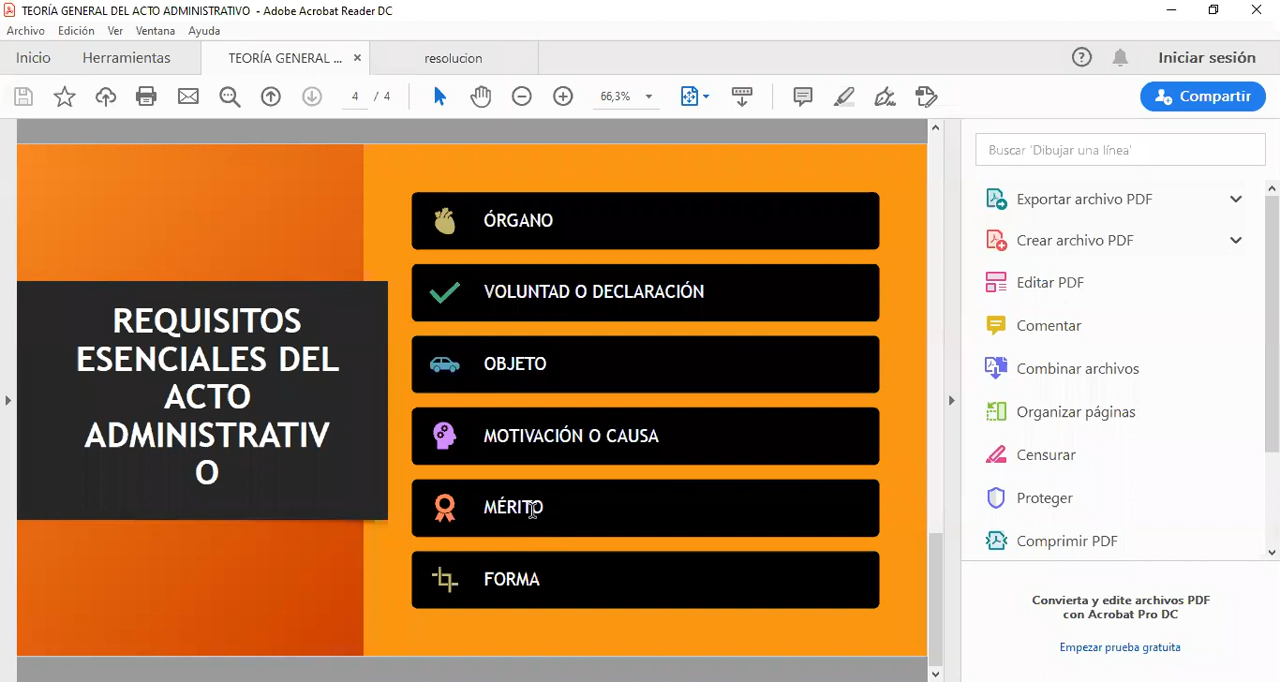 TEORÍA GENERAL DEL ACTO ADMINISTRATIVO - Adobe Acrobat Reader DC
Archivo Edición Ver Ventana Ayuda
Inicio Herramientas TEORÍA GENERAL ... × resolucion Iniciar sesión
4 / 4 66,3% Compartir
REQUISITOS
ESENCIALES DEL
ACTO
ADMINISTRATIV
O
ÓRGANO
VOLUNTAD O DECLARACIÓN
OBJETO
MOTIVACIÓN O CAUSA
MÉRITO
FORMA
Buscar 'Dibujar una línea'
Exportar archivo PDF
Crear archivo PDF
Editar PDF
Comentar
Combinar archivos
Organizar páginas
Censurar
Proteger
Comprimir PDF
Convierta y edite archivos PDF
con Acrobat Pro DC
Empezar prueba gratuita